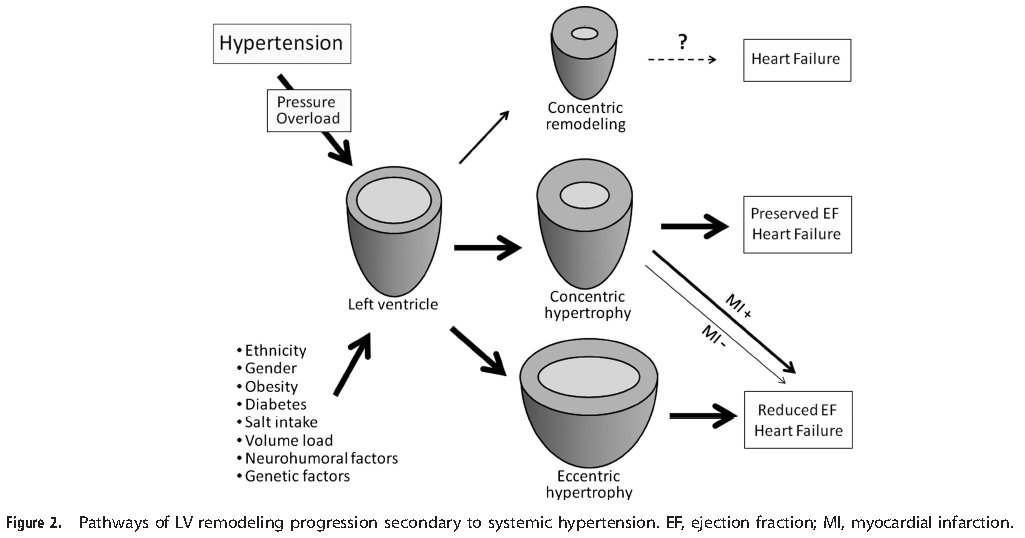 Hypertension
Pressure
Overload
Left ventricle
• Ethnicity
• Gender
• Obesity
• Diabetes
• Salt intake
• Volume load
• Neurohumoral factors
• Genetic factors
Concentric
remodeling
?
Heart Failure
Concentric
hypertrophy
Preserved EF
Heart Failure
MI +
MI -
Eccentric
hypertrophy
Reduced EF
Heart Failure
Figure 2. Pathways of LV remodeling progression secondary to systemic hypertension. EF, ejection fraction; MI, myocardial infarction.